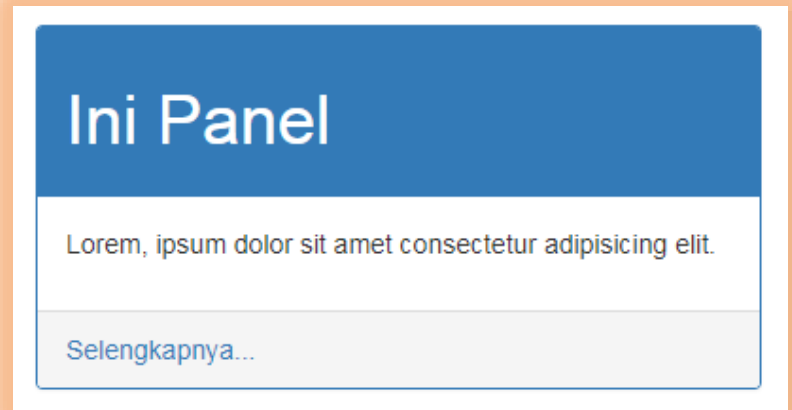 Ini Panel
Lorem, ipsum dolor sit amet consectetur adipisicing elit.
Selengkapnya...